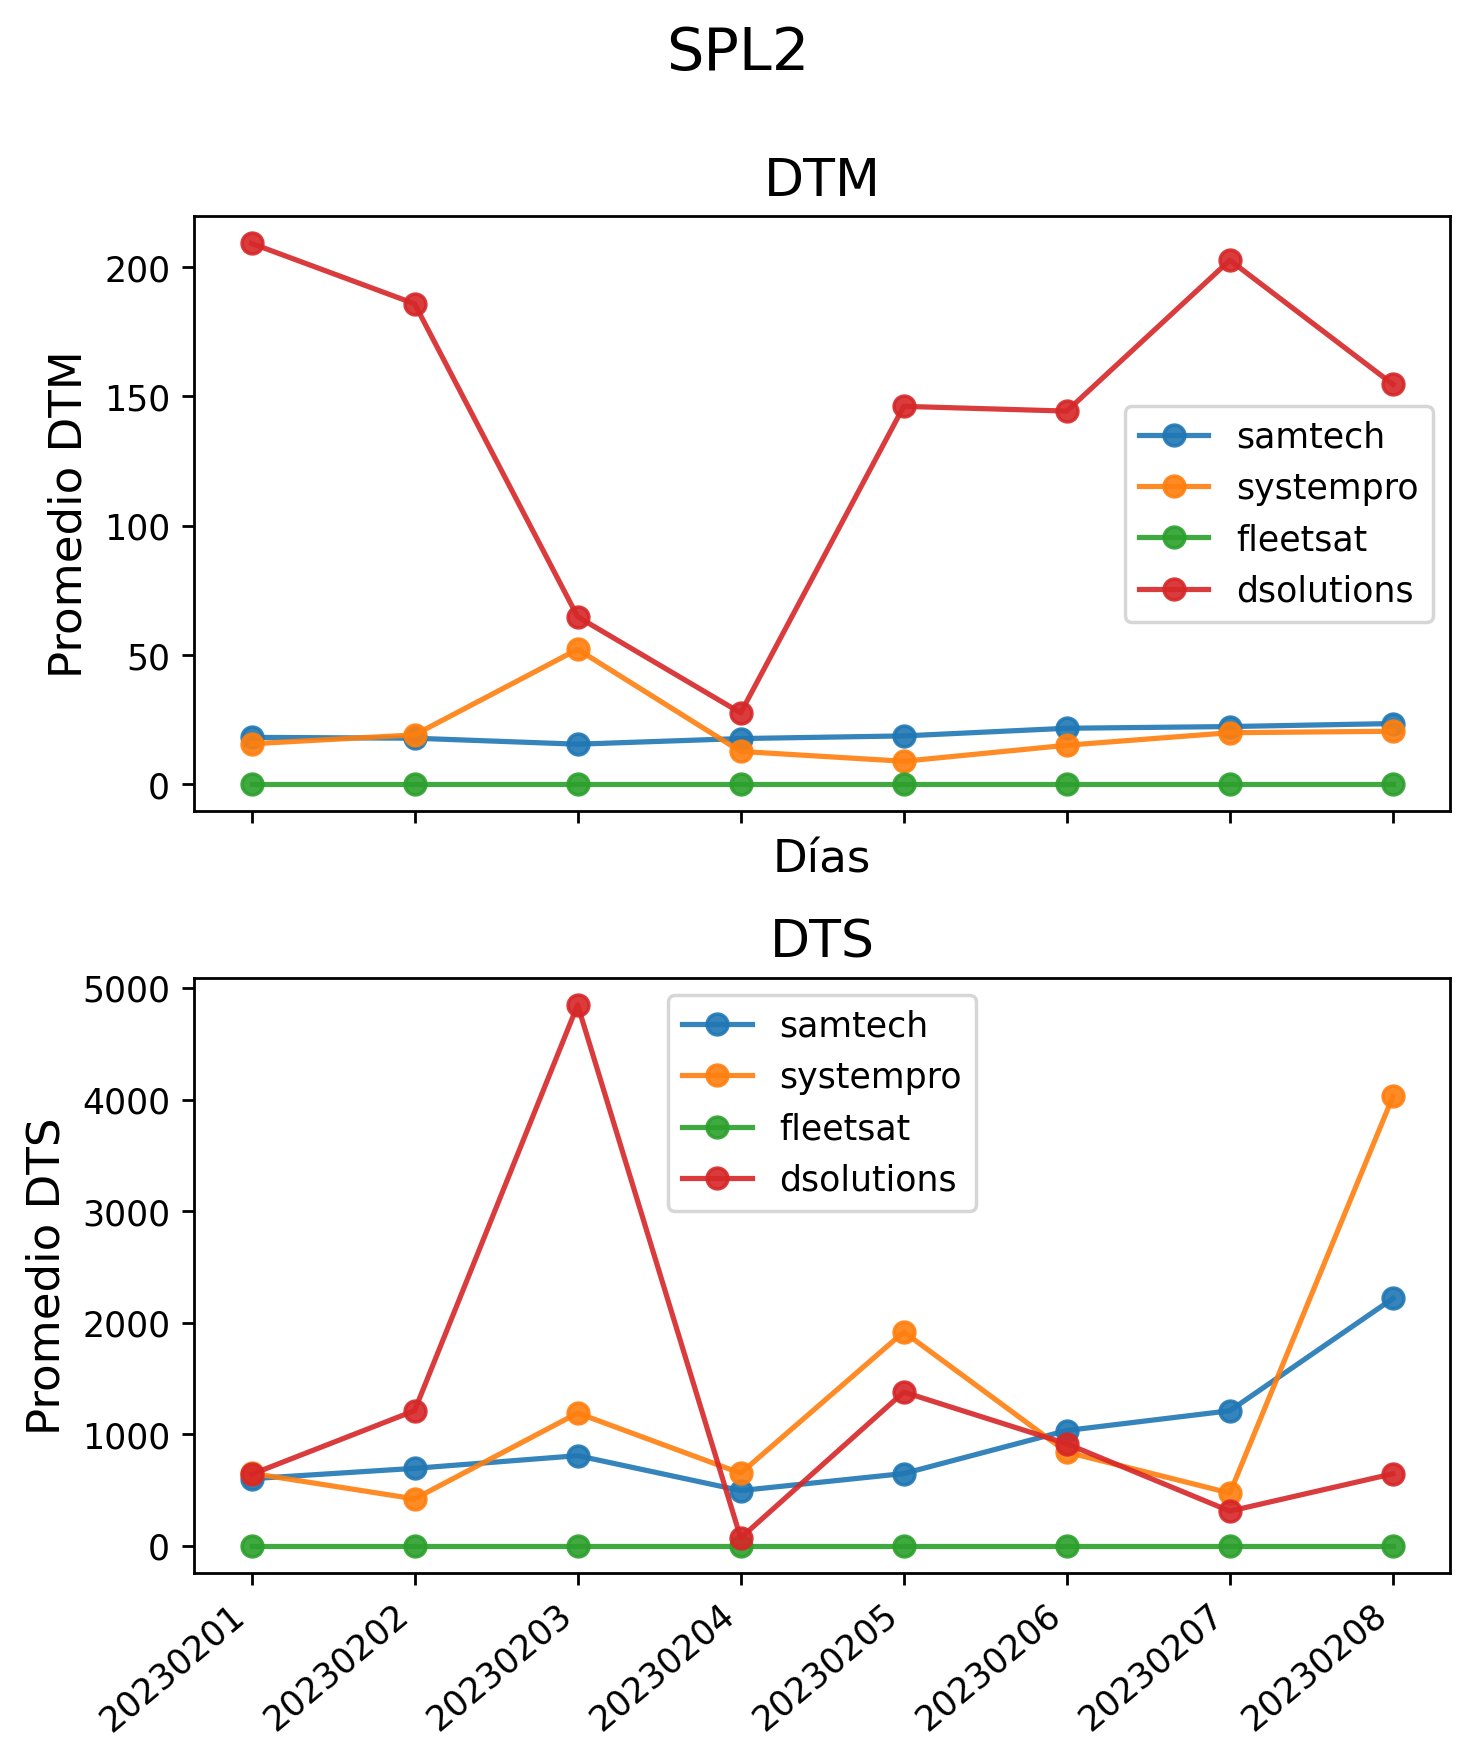 SPL2
DTM
Promedio DTM
200
150
100
50
0
samtech
systempro
fleetsat
dsolutions
Días
DTS
Promedio DTS
5000
4000
3000
2000
1000
0
samtech
systempro
fleetsat
dsolutions
20230201
20230202
20230203
20230204
20230205
20230206
20230207
20230208